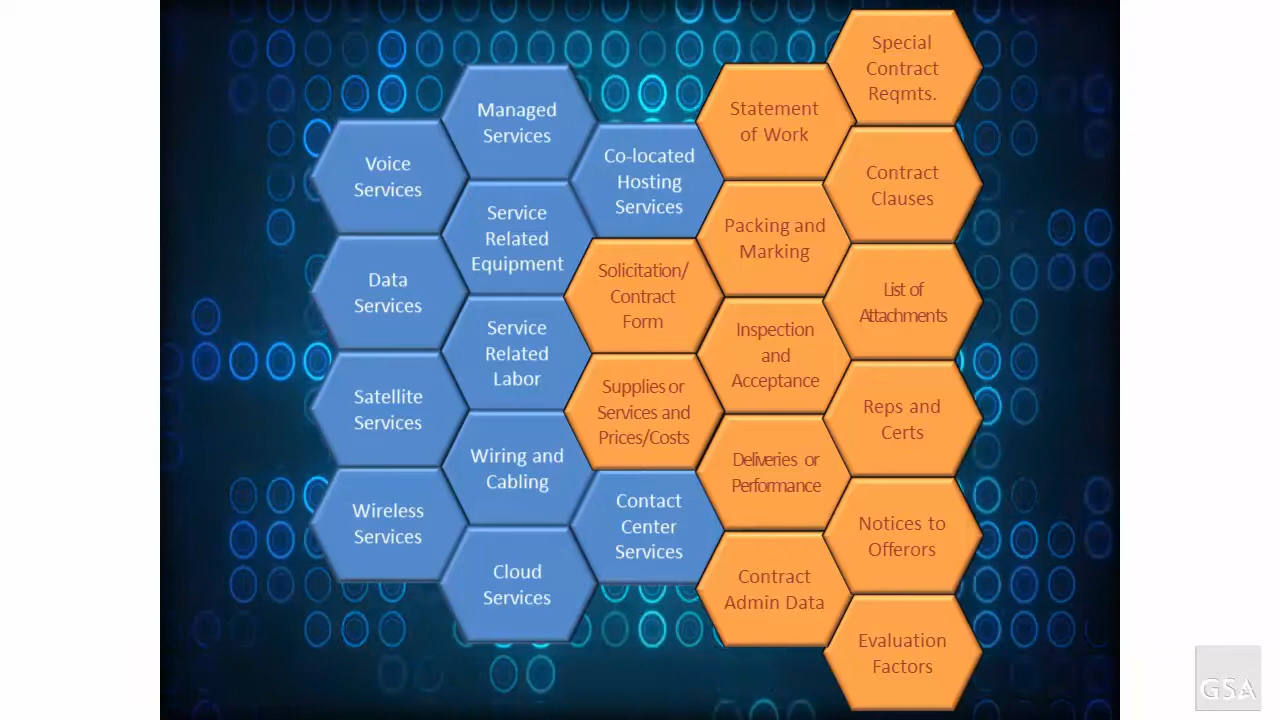 Voice
Services
Data
Services
Satellite
Services
Wireless
Services
Managed
Services
Service
Related
Equipment
Service
Related
Labor
Wiring and
Cabling
Cloud
Services
Co-located
Hosting
Services
Solicitation/
Contract
Form
Supplies or
Services and
Prices/Costs
Contact
Center
Services
Statement
of Work
Packing and
Marking
Inspection
and
Acceptance
Deliveries or
Performance
Contract
Admin Data
Special
Contract
Reqmts.
Contract
Clauses
List of
Attachments
Reps and
Certs
Notices to
Offerors
Evaluation
Factors
GSA